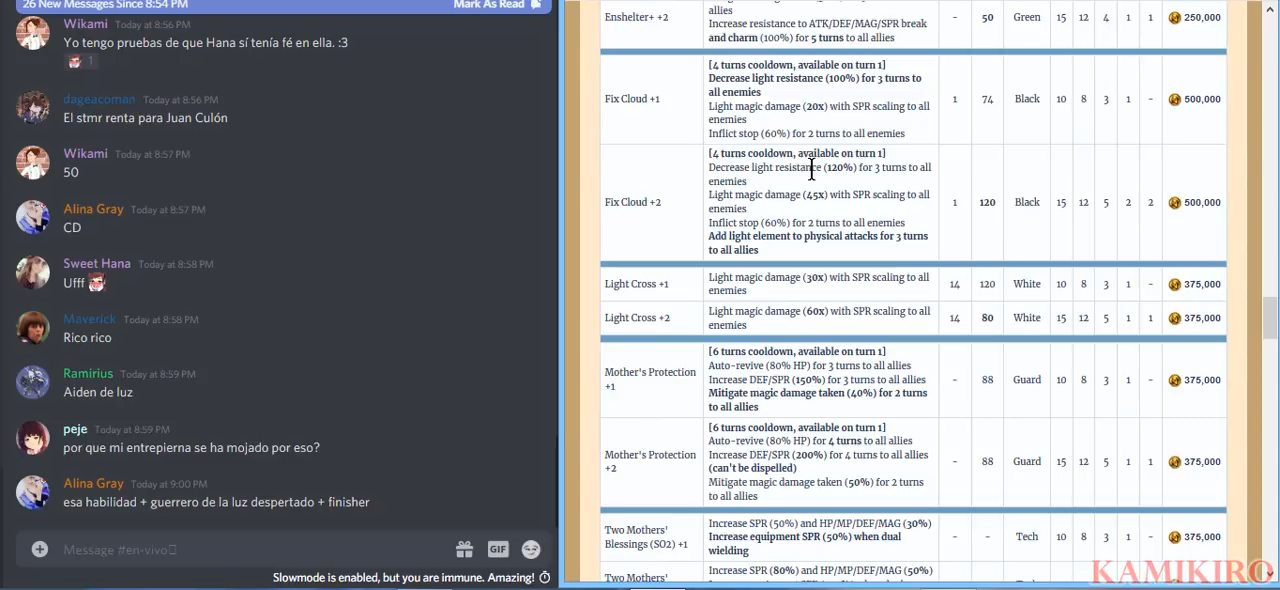 26 New Messages Since 8:54 PM
Mark As Read
Wikami Today at 8:56 PM
Yo tengo pruebas de que Hana sí tenía fé en ella. :3
1
dageacoman Today at 8:56 PM
El stmr renta para Juan Culón
Wikami Today at 8:57 PM
50
Alina Gray Today at 8:57 PM
CD
Sweet Hana Today at 8:58 PM
Ufff
Maverick Today at 8:58 PM
Rico rico
Ramirius Today at 8:59 PM
Aiden de luz
peje Today at 8:59 PM
por que mi entrepierna se ha mojado por eso?
Alina Gray Today at 9:00 PM
esa habilidad + guerrero de la luz despertado + finisher
Message #en-vivo
GIF
Slowmode is enabled, but you are immune. Amazing!
allies
Enshelter+ +2
Increase resistance to ATK/DEF/MAG/SPR break
and charm (100%) for 5 turns to all allies
- 50 Green 15 12 4 1 1 250,000
[4 turns cooldown, available on turn 1]
Decrease light resistance (100%) for 3 turns to
all enemies
Fix Cloud +1
Light magic damage (20x) with SPR scaling to all
enemies
Inflict stop (60%) for 2 turns to all enemies
1 74 Black 10 8 3 1 - 500,000
[4 turns cooldown, available on turn 1]
Decrease light resistance (120%) for 3 turns to all
enemies
Light magic damage (45x) with SPR scaling to all
Fix Cloud +2
enemies
Inflict stop (60%) for 2 turns to all enemies
Add light element to physical attacks for 3 turns
to all allies
1 120 Black 15 12 5 2 2 500,000
Light Cross +1
Light magic damage (30x) with SPR scaling to all
enemies
14 120 White 10 8 3 1 - 375,000
Light Cross +2
Light magic damage (60x) with SPR scaling to all
enemies
14 80 White 15 12 5 1 1 375,000
[6 turns cooldown, available on turn 1]
Auto-revive (80% HP) for 3 turns to all allies
Mother's Protection
+1
Increase DEF/SPR (150%) for 3 turns to all allies
Mitigate magic damage taken (40%) for 2 turns
to all allies
- 88 Guard 10 8 3 1 - 375,000
[6 turns cooldown, available on turn 1]
Auto-revive (80% HP) for 4 turns to all allies
Mother's Protection
+2
Increase DEF/SPR (200%) for 4 turns to all allies
(can't be dispelled)
Mitigate magic damage taken (50%) for 2 turns
to all allies
- 88 Guard 15 12 5 1 1 375,000
Two Mothers'
Blessings (SO2) +1
Increase SPR (50%) and HP/MP/DEF/MAG (30%)
Increase equipment SPR (50%) when dual
wielding
- - Tech 10 8 3 1 - 375,000
Two Mothers'
Increase SPR (80%) and HP/MP/DEF/MAG (50%)
KAMIKIRO